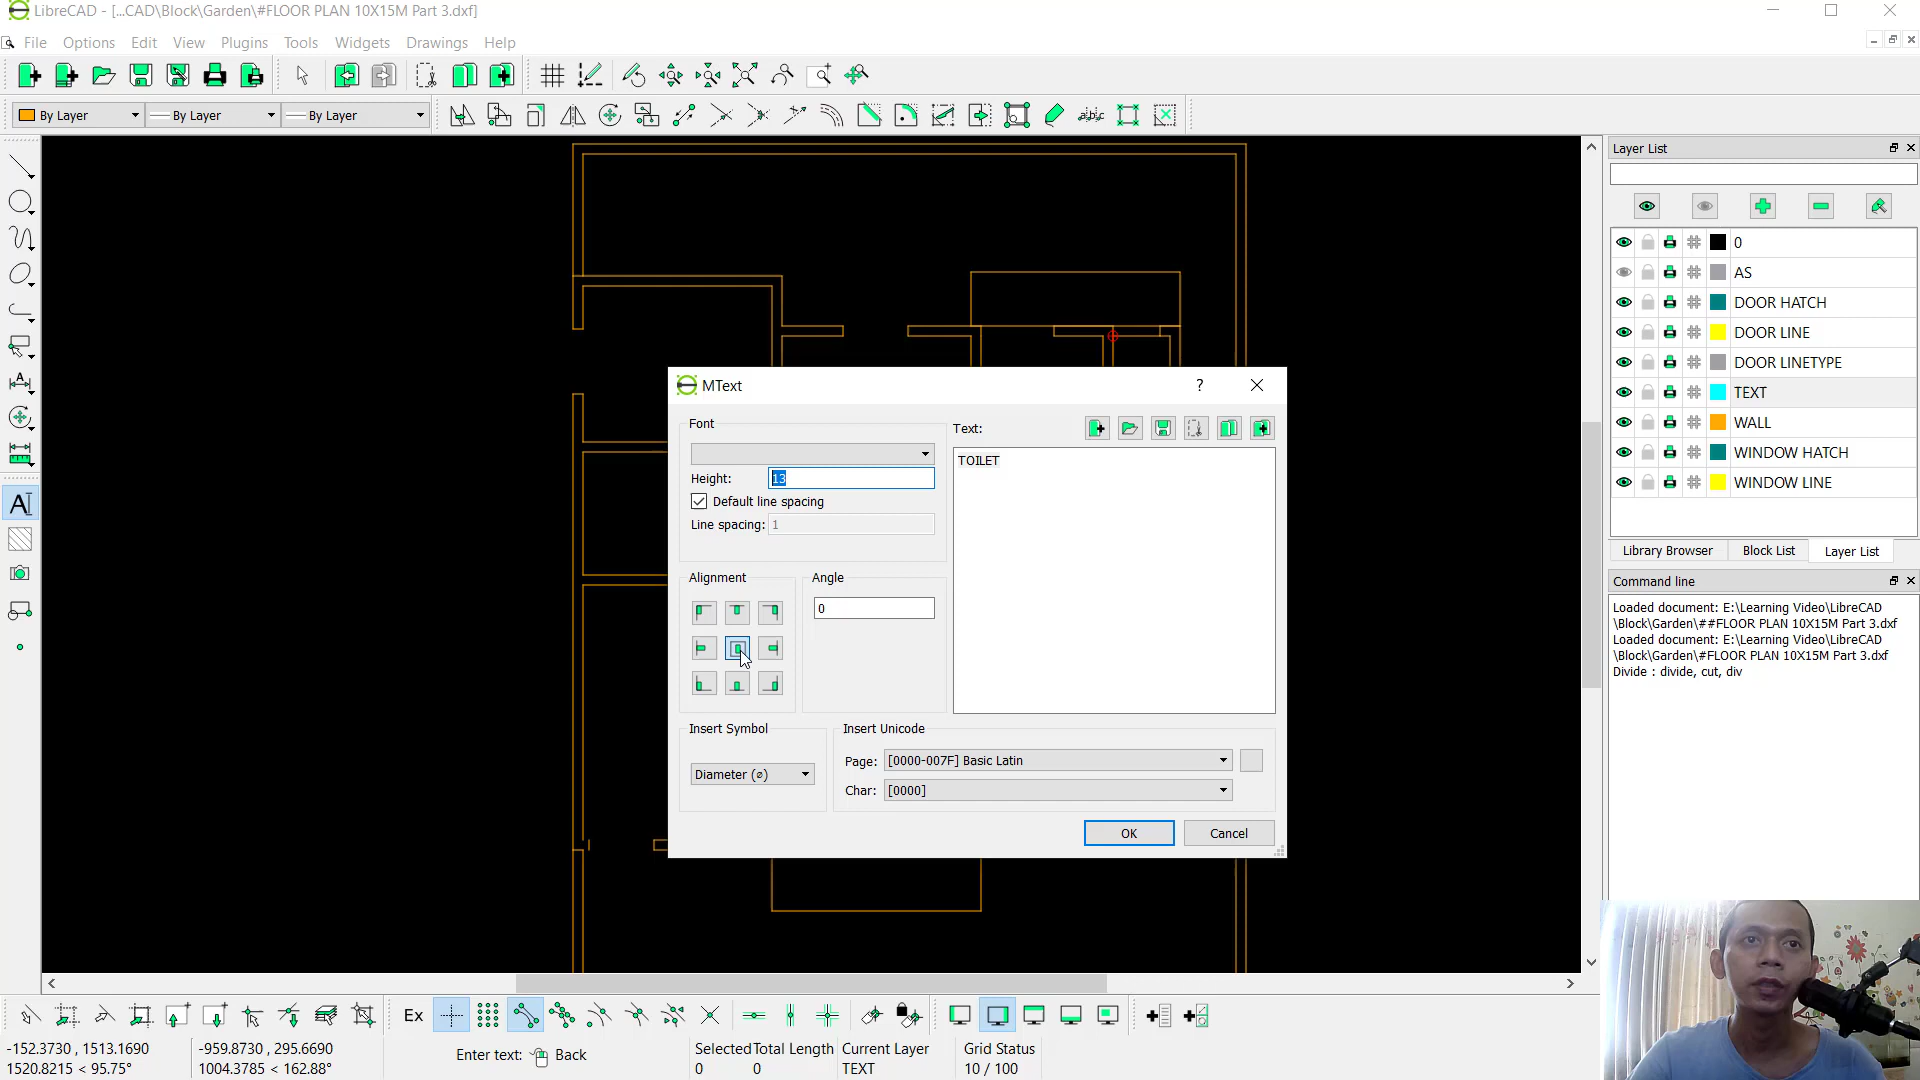 LibreCAD - [...CAD\Block\Garden\#FLOOR PLAN 10X15M Part 3.dxf]
File Options Edit View Plugins Tools Widgets Drawings Help
By Layer By Layer By Layer
abc
Layer List
0
AS
DOOR HATCH
DOOR LINE
DOOR LINETYPE
TEXT
WALL
WINDOW HATCH
WINDOW LINE
Library Browser Block List Layer List
Command line
Loaded document: E:\Learning Video\LibreCAD
\Block\Garden\##FLOOR PLAN 10X15M Part 3.dxf
Loaded document: E:\Learning Video\LibreCAD
\Block\Garden\#FLOOR PLAN 10X15M Part 3.dxf
Divide : divide, cut, div
MText ?
Font
Height: 13
Default line spacing
Line spacing: 1
Text:
TOILET
Alignment
Angle
0
Insert Symbol
Diameter (⌀)
Insert Unicode
Page: [0000-007F] Basic Latin
Char: [0000]
OK Cancel
A
Ex
-152.3730 , 1513.1690
1520.8215 < 95.75°
-959.8730 , 295.6690
1004.3785 < 162.88°
Enter text: Back
Selected Total Length
0 0
Current Layer
TEXT
Grid Status
10 / 100